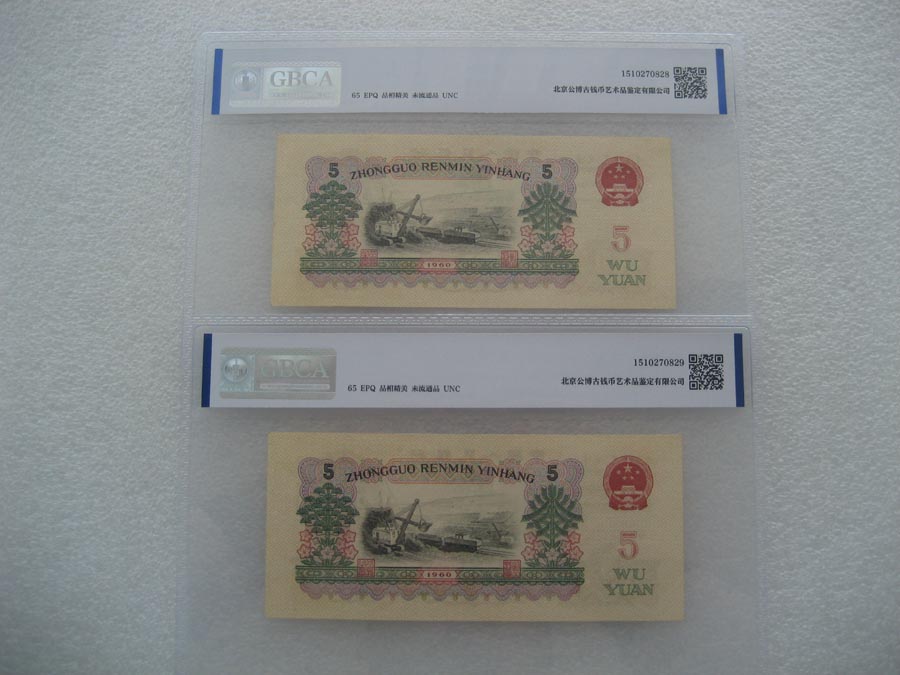 GBCA
1510270828
65 EPQ 品相精美 未流通品 UNC
北京公博古钱币艺术品鉴定有限公司
5 ZHONGGUO RENMIN YINHANG 5
5
WU
YUAN
1960
GBCA
1510270829
65 EPQ 品相精美 未流通品 UNC
北京公博古钱币艺术品鉴定有限公司
5 ZHONGGUO RENMIN YINHANG 5
5
WU
YUAN
1960